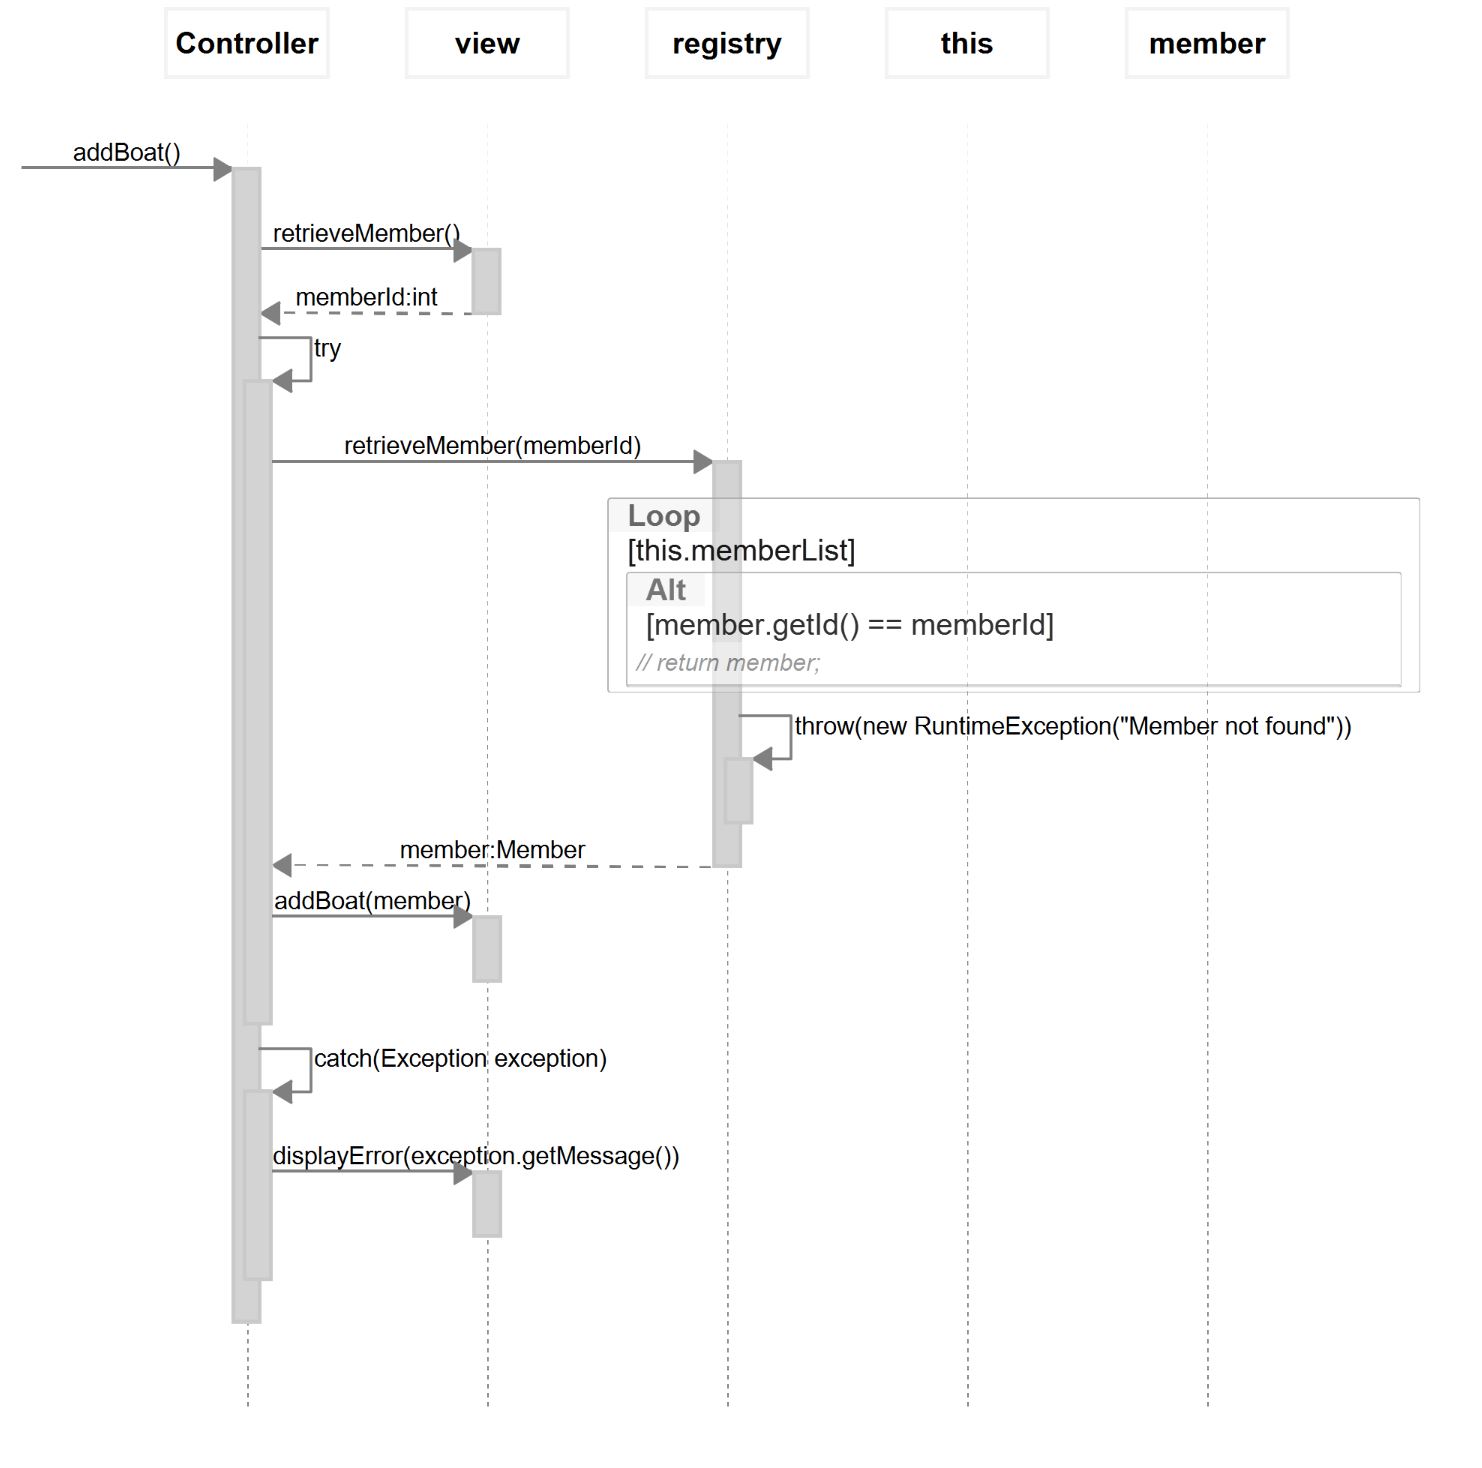 Controller view registry this member
addBoat()
retrieveMember()
memberId:int
try
retrieveMember(memberId)
Loop
[this.memberList]
Alt
[member.getId() == memberId]
// return member;
throw(new RuntimeException("Member not found"))
member:Member
addBoat(member)
catch(Exception exception)
displayError(exception.getMessage())